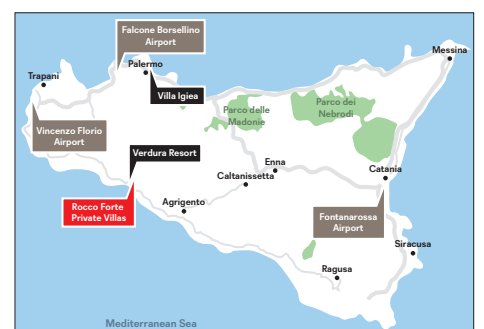 Falcone Borsellino
Airport
Messina
Palermo
Trapani
Villa Igiea
Parco delle
Madonie
Parco dei
Nebrodi
Vincenzo Florio
Airport
Verdura Resort
Enna
Caltanissetta
Catania
Rocco Forte
Private Villas
Agrigento
Fontanarossa
Airport
Siracusa
Ragusa
Mediterranean Sea